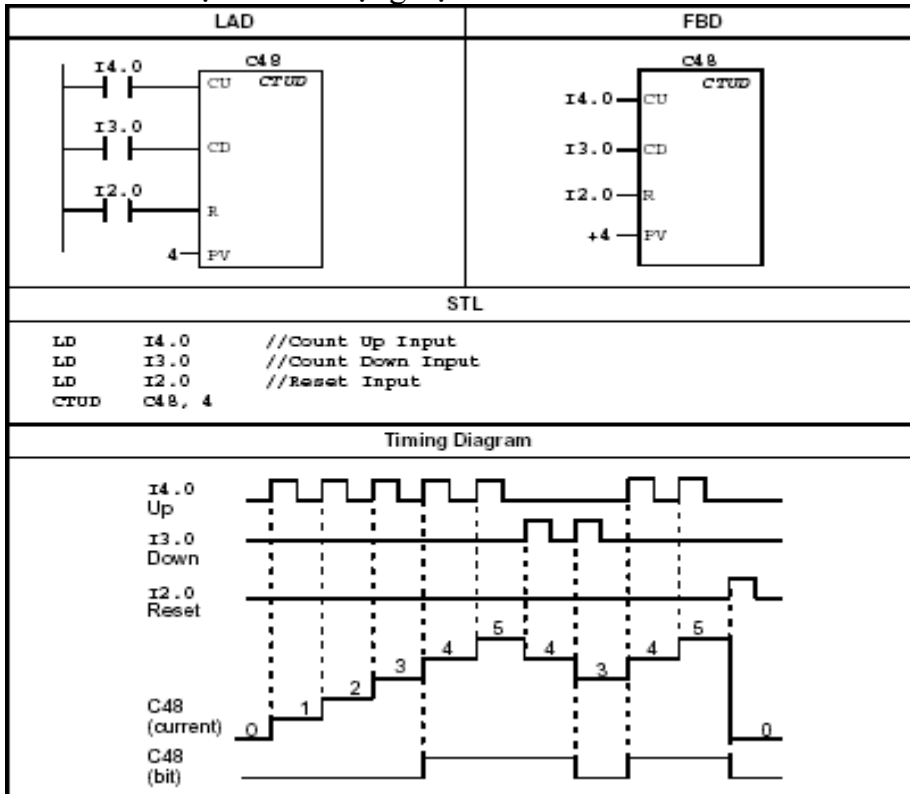 LAD
FBD
I4.0
C48
CU CTUD
I3.0
CD
I2.0
R
4 PV
C48
CTUD
I4.0 CU
I3.0 CD
I2.0 R
+4 PV
STL
LD I4.0 //Count Up Input
LD I3.0 //Count Down Input
LD I2.0 //Reset Input
CTUD C48, 4
Timing Diagram
I4.0
Up
I3.0
Down
I2.0
Reset
C48
(current)
0 1 2 3 4 5 4 3 4 5 0
C48
(bit)